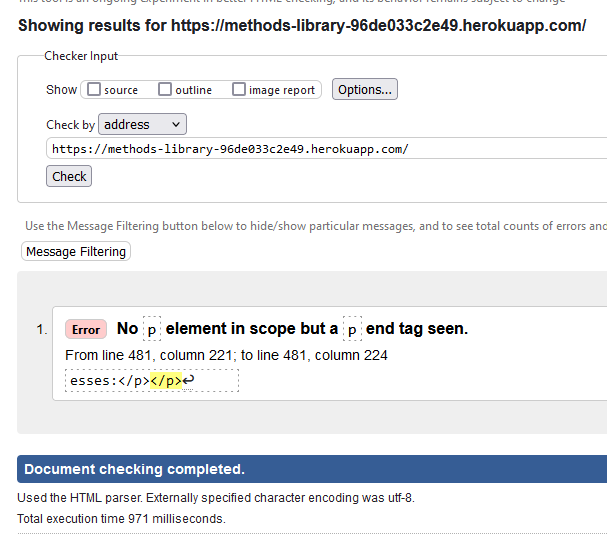 This tool is an ongoing experiment in better HTML checking, and its behavior remains subject to change
Showing results for https://methods-library-96de033c2e49.herokuapp.com/
Checker Input
Show source outline image report Options...
Check by address
https://methods-library-96de033c2e49.herokuapp.com/
Check
Use the Message Filtering button below to hide/show particular messages, and to see total counts of errors and
Message Filtering
1. Error No p element in scope but a p end tag seen.
From line 481, column 221; to line 481, column 224
esses:</p></p>↩
Document checking completed.
Used the HTML parser. Externally specified character encoding was utf-8.
Total execution time 971 milliseconds.